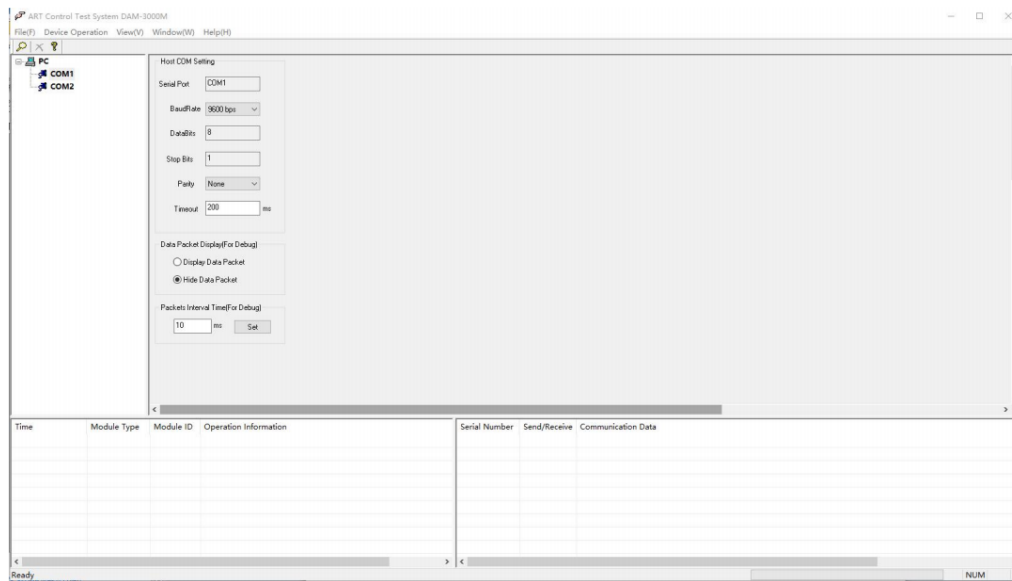 ART Control Test System DAM-3000M
File(F) Device Operation View(V) Window(W) Help(H)
PC
COM1
COM2
Host COM Setting
Serial Port COM1
BaudRate 9600 bps
DataBits 8
Stop Bits 1
Parity None
Timeout 200 ms
Data Packet Display(For Debug)
Display Data Packet
Hide Data Packet
Packets Interval Time(For Debug)
10 ms Set
Time Module Type Module ID Operation Information
Serial Number Send/Receive Communication Data
Ready NUM